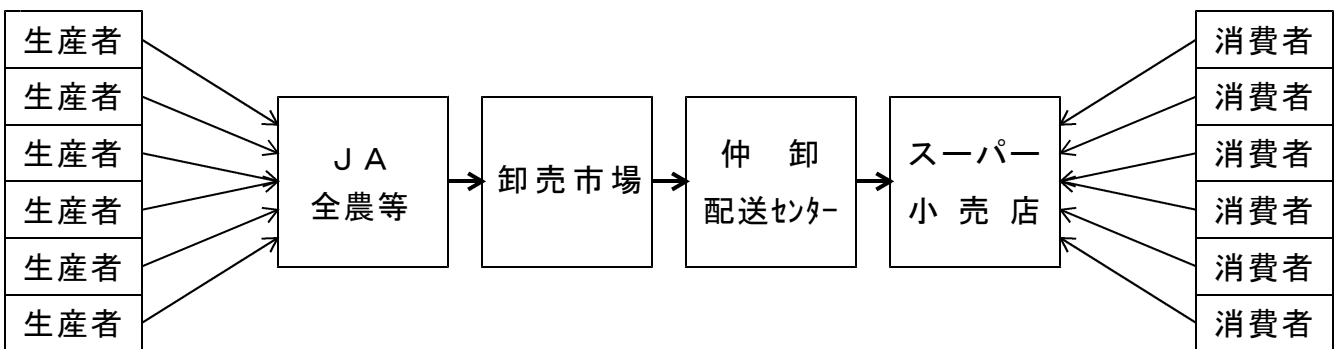 生産者
生産者
生産者
生産者
生産者
生産者
ＪＡ
全農等
卸売市場
仲　卸
配送ｾﾝﾀｰ
スーパー
小 売 店
消費者
消費者
消費者
消費者
消費者
消費者